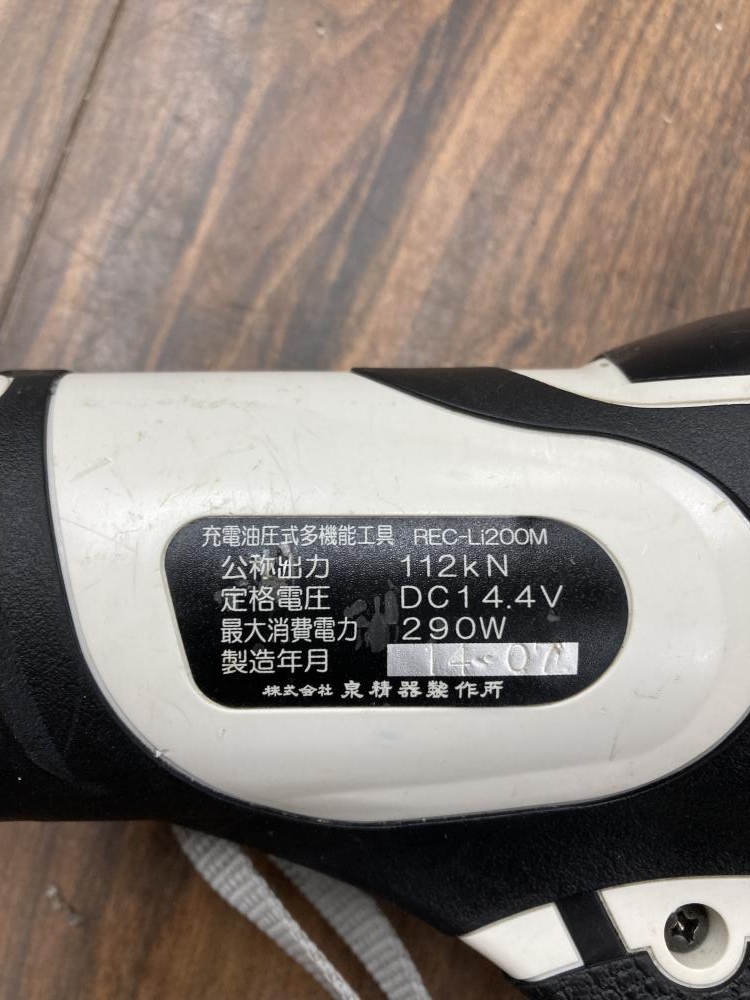 充電油圧式多機能工具 REC-Li200M
公称出力 112kN
定格電圧 DC14.4V
最大消費電力 290W
製造年月 14-07
株式会社 泉精器製作所